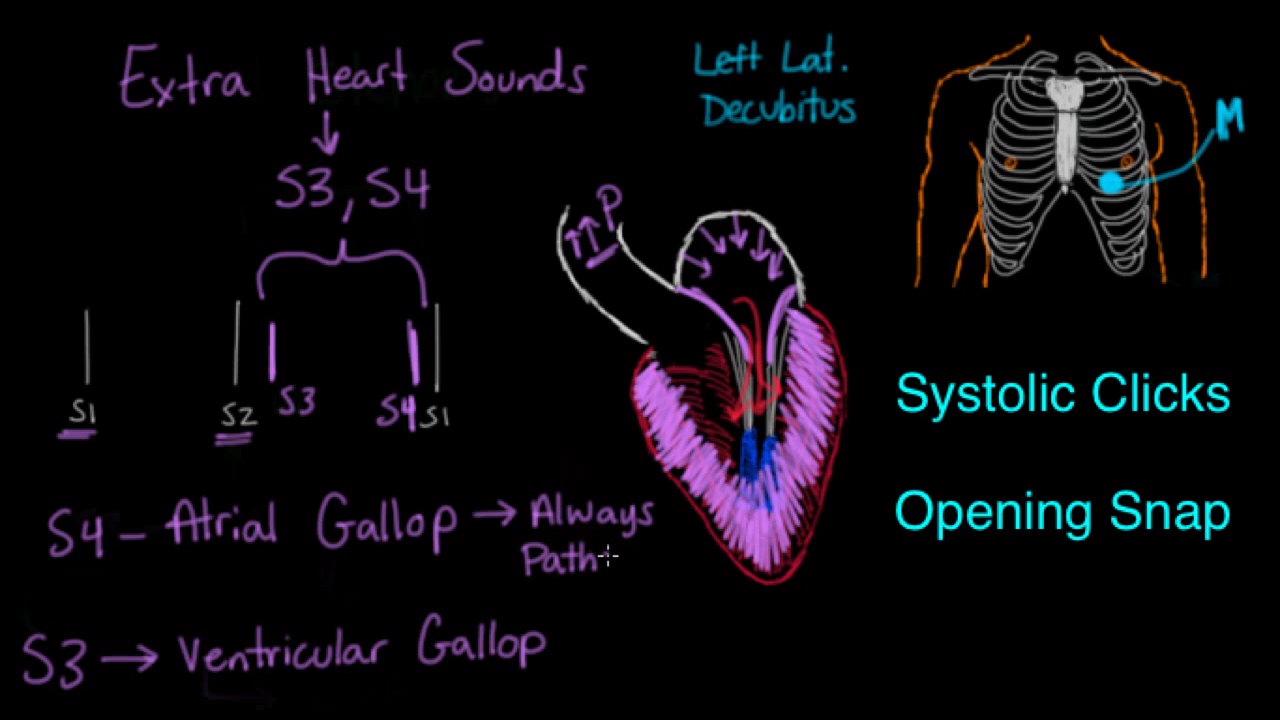 Extra Heart Sounds
S3, S4
S1 S2 S3 S4 S1
S4 - Atrial Gallop → Always
Path
S3 → Ventricular Gallop
P
Left Lat.
Decubitus
M
Systolic Clicks
Opening Snap